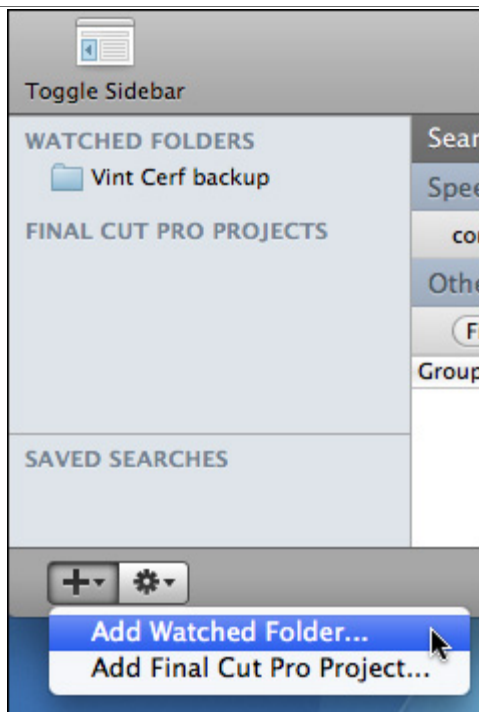 Toggle Sidebar
WATCHED FOLDERS
Vint Cerf backup
FINAL CUT PRO PROJECTS
SAVED SEARCHES
Group
Add Watched Folder...
Add Final Cut Pro Project...